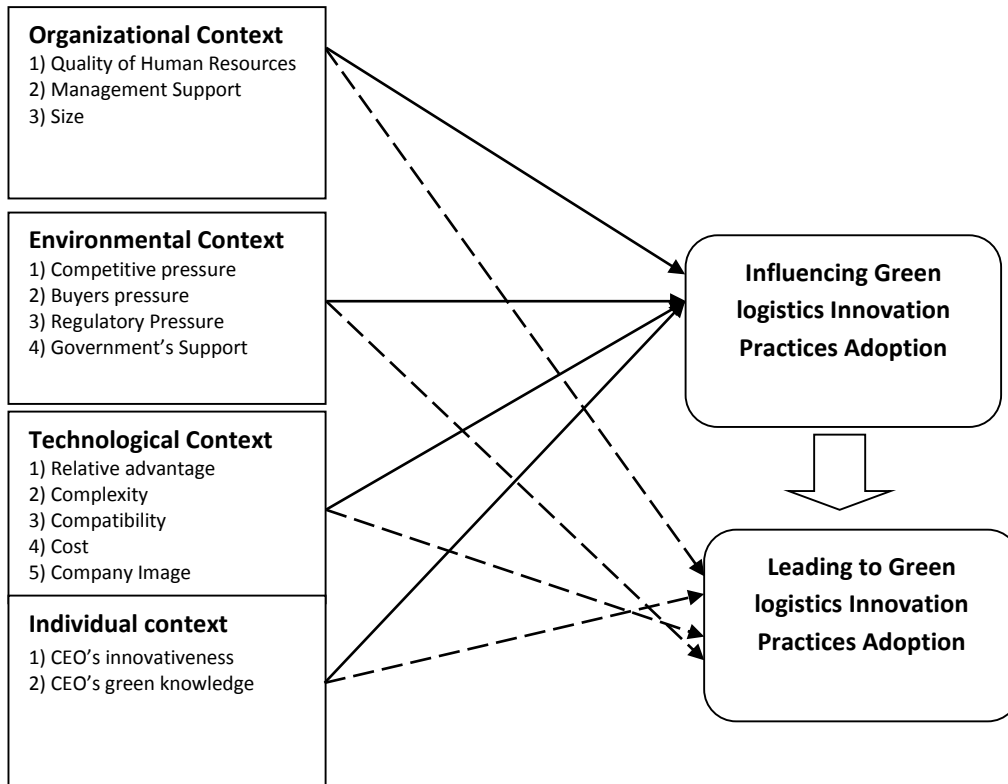 Organizational Context
1) Quality of Human Resources
2) Management Support
3) Size
Environmental Context
1) Competitive pressure
2) Buyers pressure
3) Regulatory Pressure
4) Government’s Support
Technological Context
1) Relative advantage
2) Complexity
3) Compatibility
4) Cost
5) Company Image
Individual context
1) CEO’s innovativeness
2) CEO’s green knowledge
Influencing Green
logistics Innovation
Practices Adoption
Leading to Green
logistics Innovation
Practices Adoption